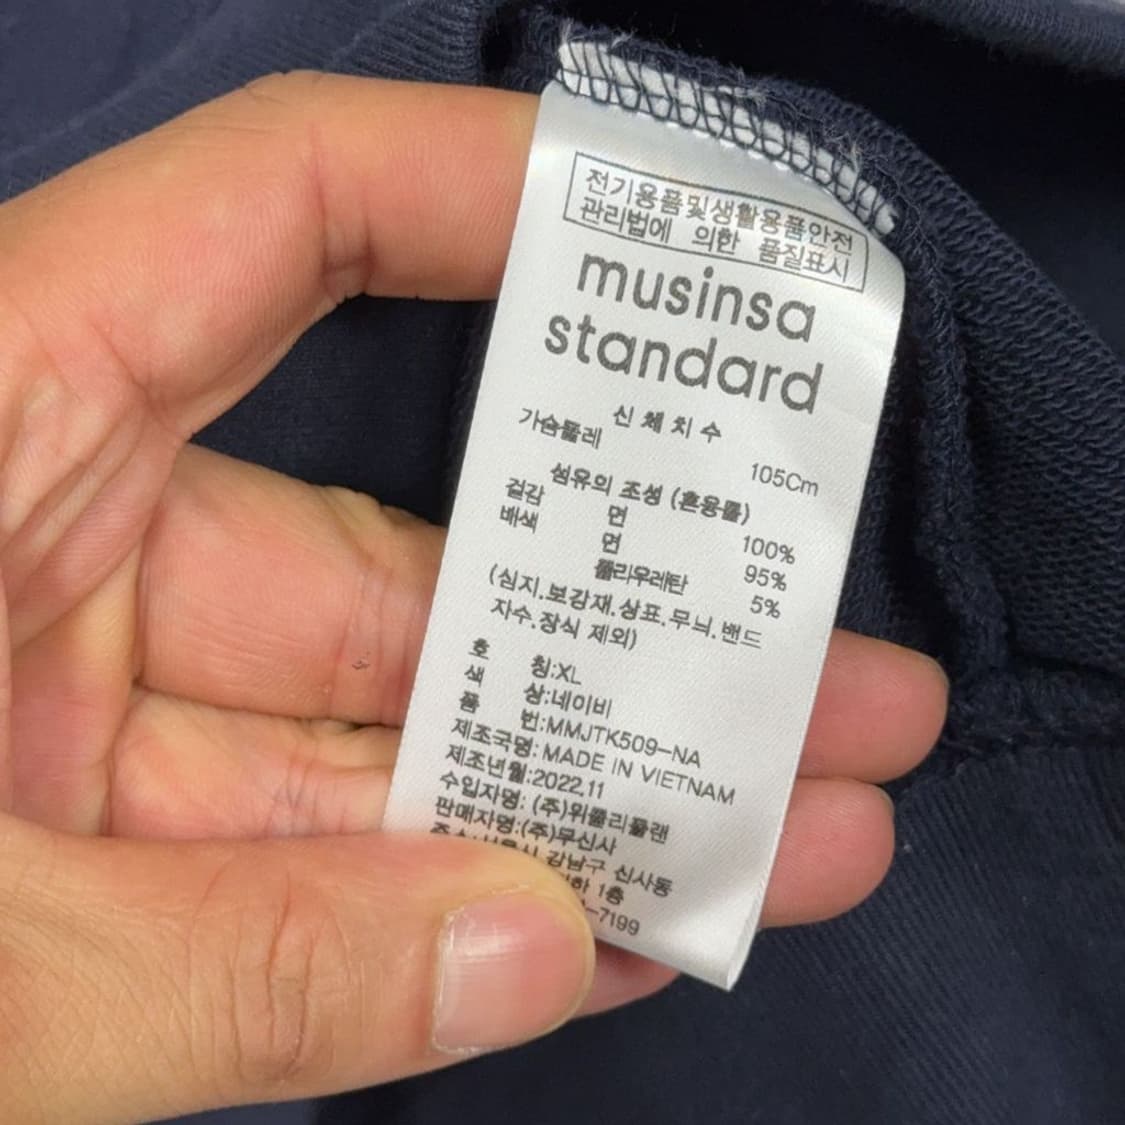 전기용품및생활용품안전
관리법에 의한 품질표시
musinsa
standard
신 체 치 수
가슴둘레 105Cm
섬유의 조성 (혼용률)
겉감 면 100%
배색 면 95%
폴리우레탄 5%
(심지.보강재.상표.무늬.밴드
자수.장식 제외)
호 칭:XL
색 상:네이비
품 번:MMJTK509-NA
제조국명: MADE IN VIETNAM
제조년월:2022.11
수입자명: (주)위클리플랜
판매자명:(주)무신사
주소:서울시 강남구 신사동
1층
-7199